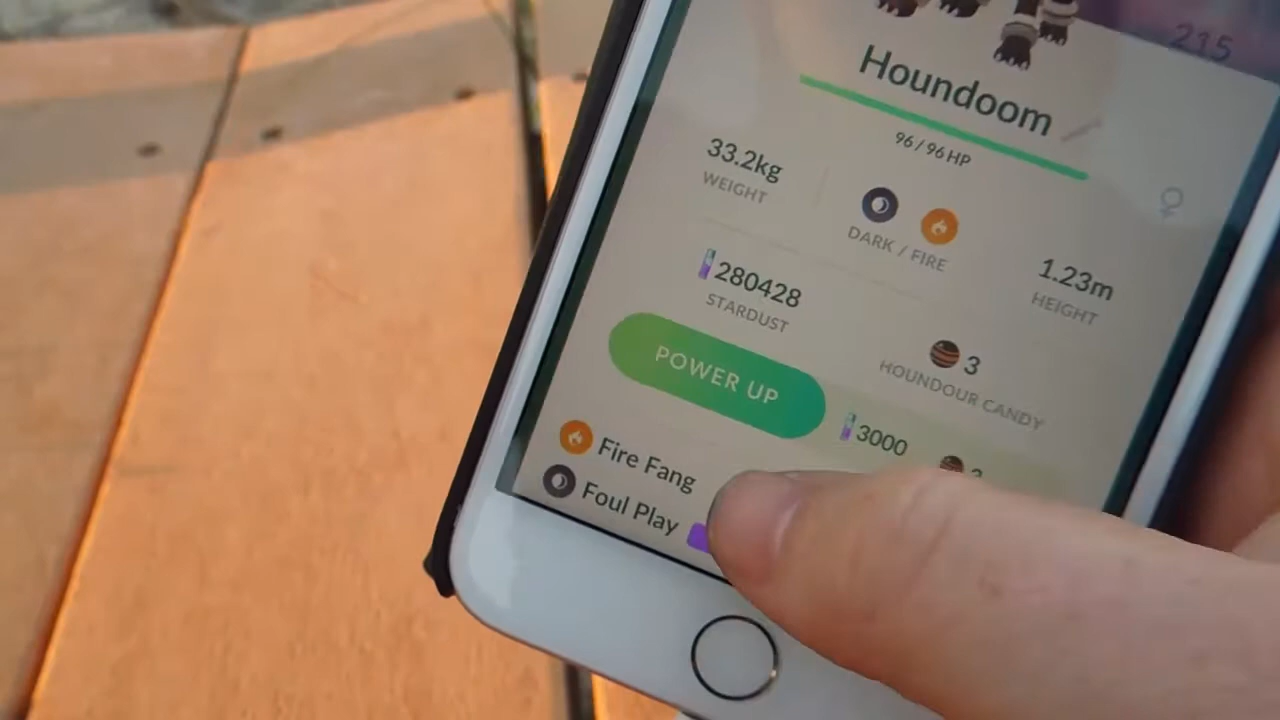 215
Houndoom
96 / 96 HP
33.2kg
WEIGHT
DARK / FIRE
1.23m
HEIGHT
280428
STARDUST
3
HOUNDOUR CANDY
POWER UP
3000
Fire Fang
Foul Play